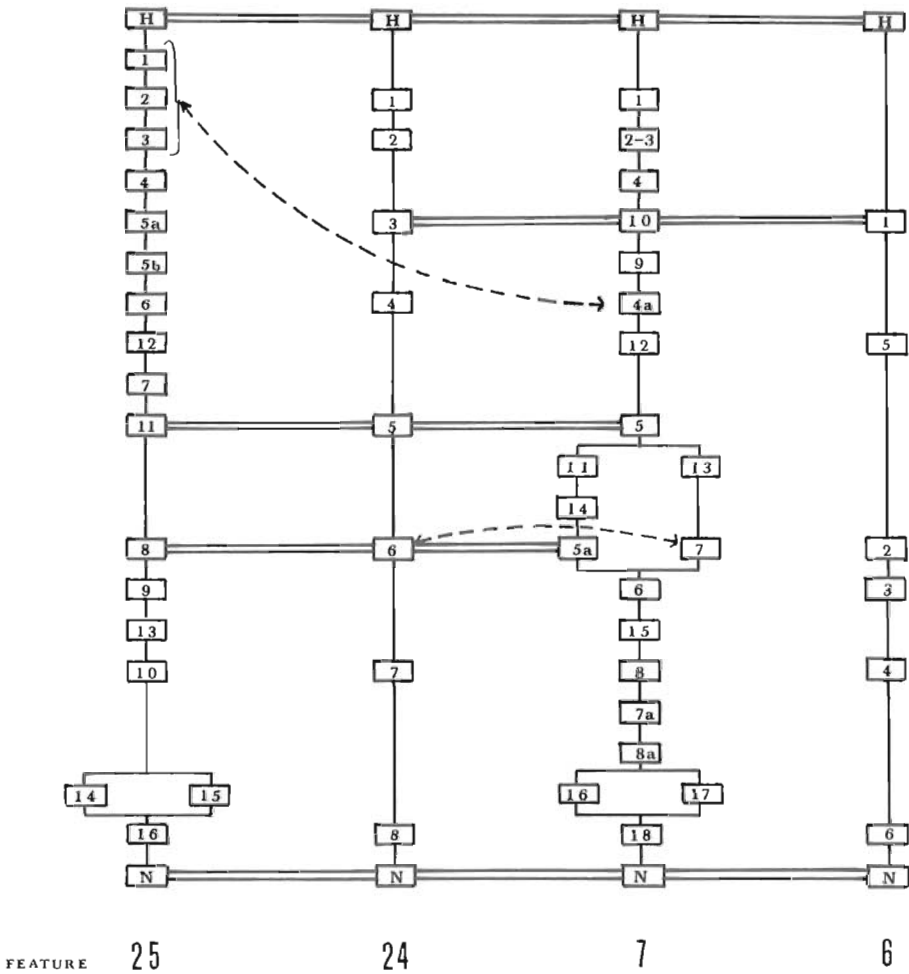 H H H H
1
2 1 1
3 2 2-3
4 4
5a 3 10 1
5b 9
6 4 4a
12 12 5
7
11 5 5
11 13
14
8 6 5a 7 2
9 6 3
13 15
10 7 8 4
7a
8a
14 15 16 17
16 8 18 6
N N N N
FEATURE 25 24 7 6